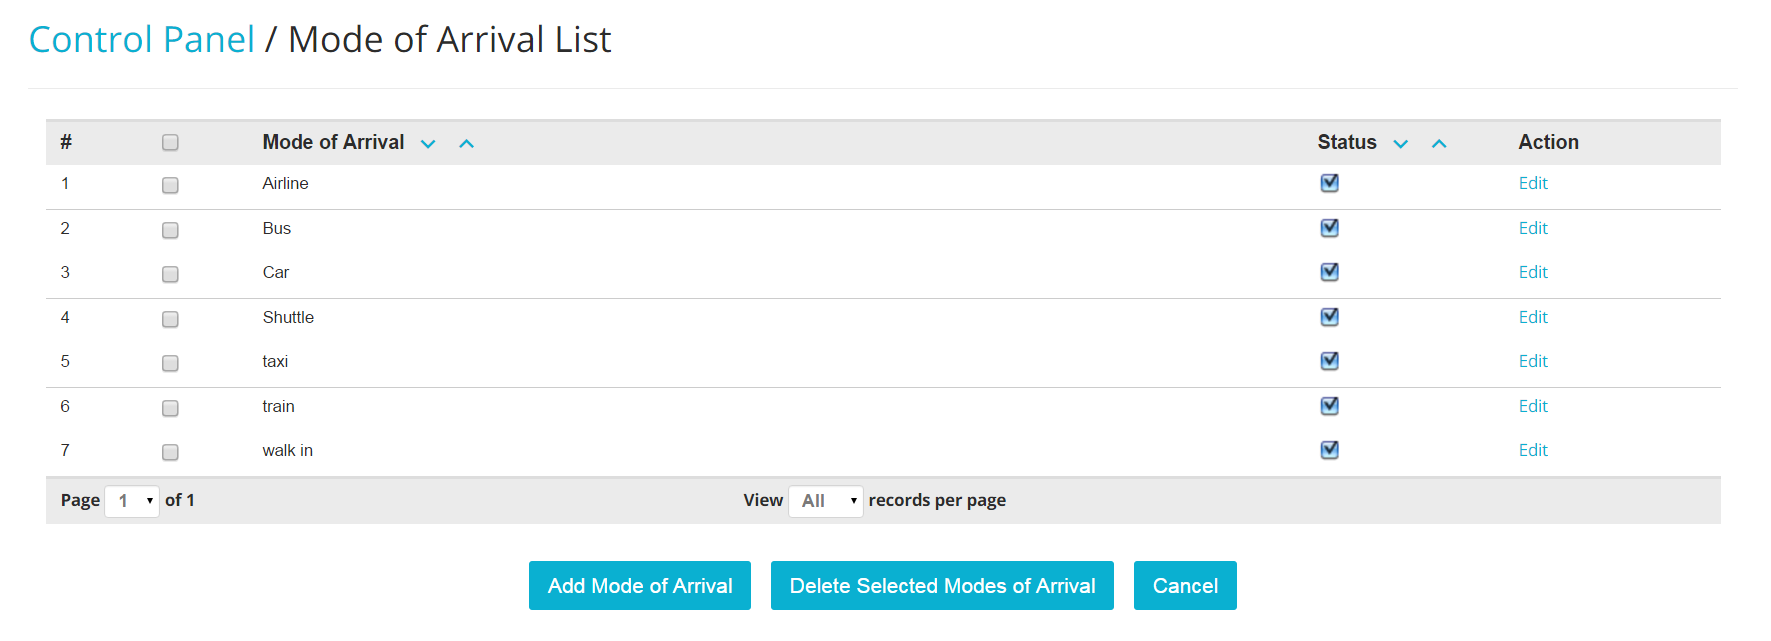 Control Panel / Mode of Arrival List
# Mode of Arrival Status Action
1 Airline Edit
2 Bus Edit
3 Car Edit
4 Shuttle Edit
5 taxi Edit
6 train Edit
7 walk in Edit
Page 1 of 1 View All records per page
Add Mode of Arrival Delete Selected Modes of Arrival Cancel